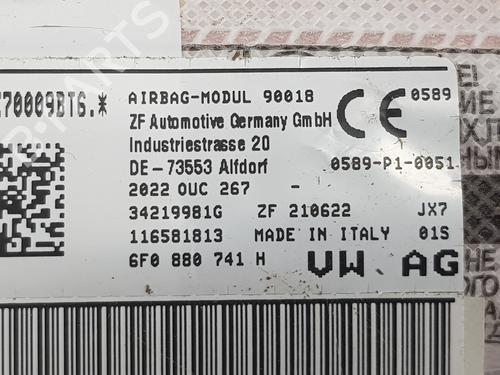 70009BT6.*
AIRBAG-MODUL 90018
ZF Automotive Germany GmbH
Industriestrasse 20
DE-73553 Alfdorf
2022 OUC 267 -
34219981G ZF 210622 JX7
116581813 MADE IN ITALY 01S
6F0 880 741 H VW.AG
CE 0589
0589-P1-0051